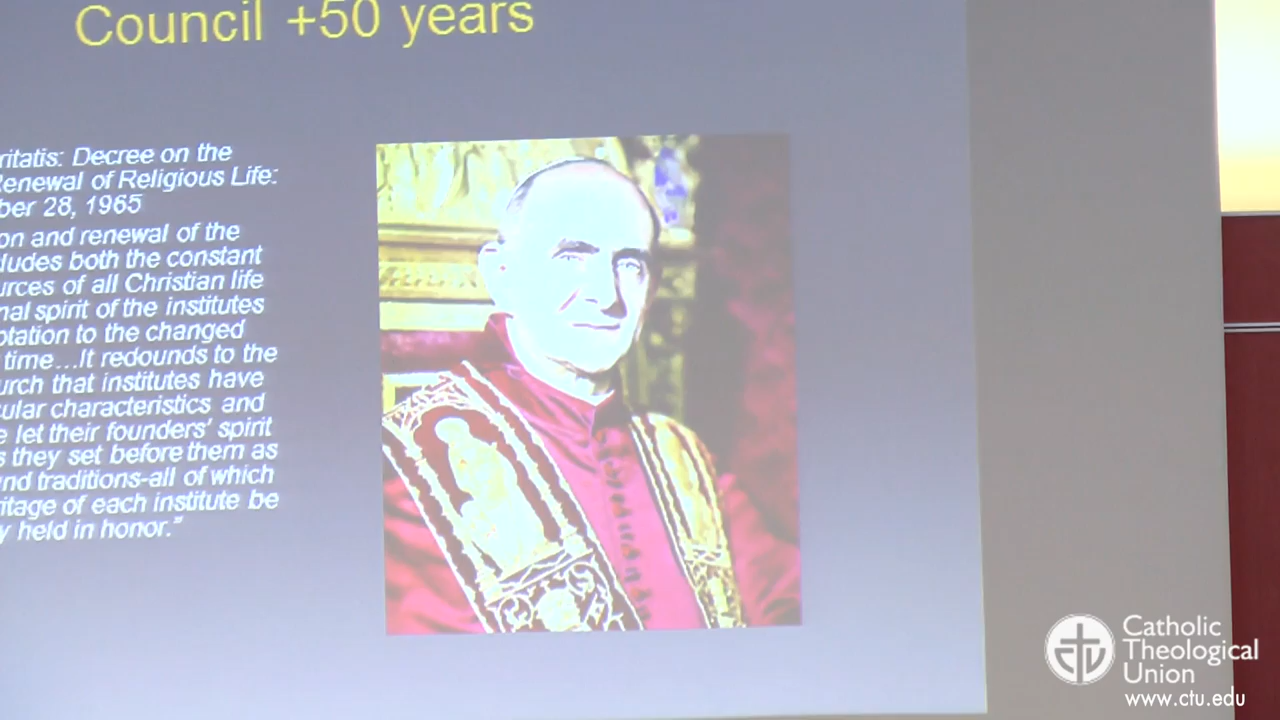 Council +50 years
ritatis: Decree on the
Renewal of Religious Life:
ber 28, 1965
on and renewal of the
cludes both the constant
urces of all Christian life
nal spirit of the institutes
ptation to the changed
time...It redounds to the
urch that institutes have
cular characteristics and
e let their founders' spirit
s they set before them as
nd traditions-all of which
ritage of each institute be
y held in honor."
Catholic
Theological
Union
www.ctu.edu